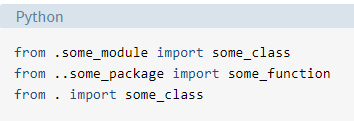 Python
from .some_module import some_class
from ..some_package import some_function
from . import some_class